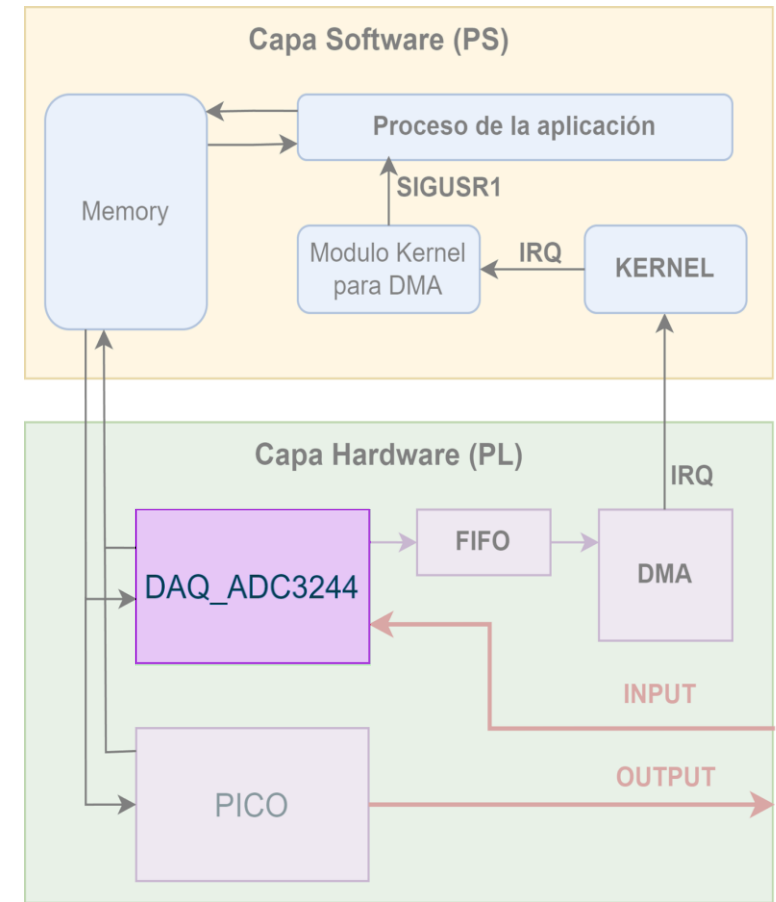 Capa Software (PS)
Memory
Proceso de la aplicación
SIGUSR1
Modulo Kernel
para DMA
IRQ
KERNEL
Capa Hardware (PL)
IRQ
DAQ_ADC3244
FIFO
DMA
INPUT
OUTPUT
PICO